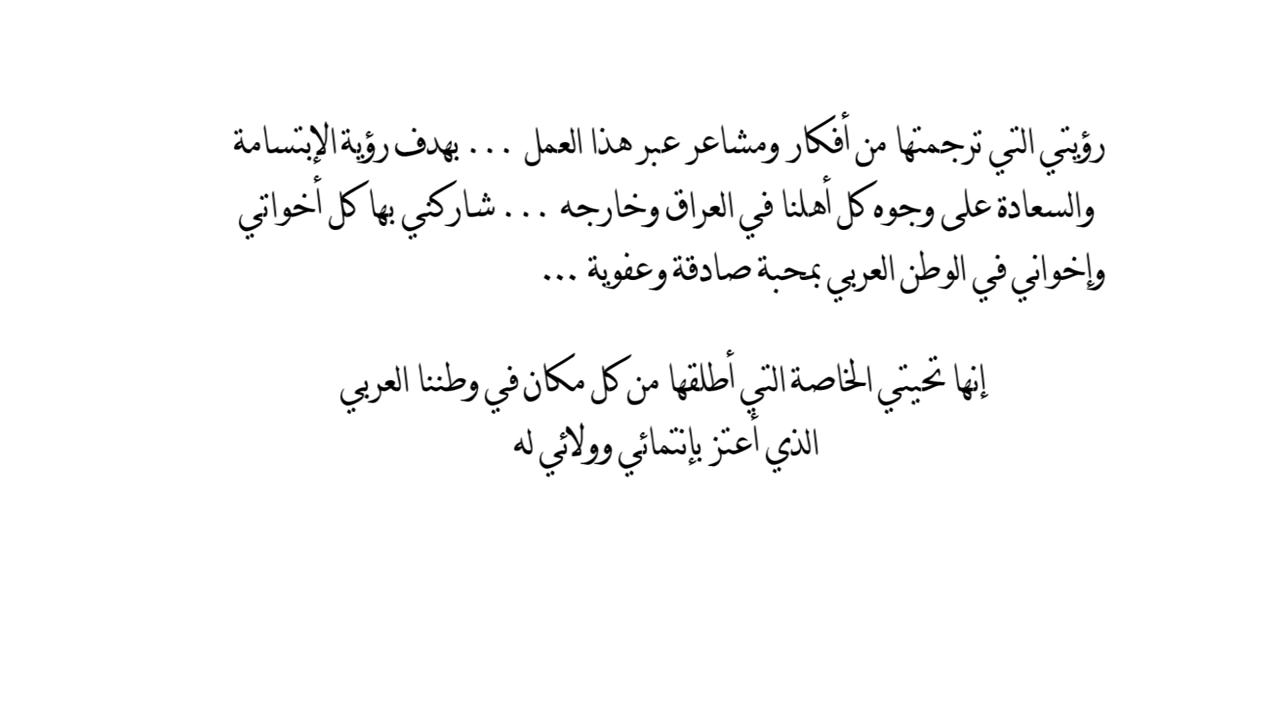 رؤيتي التي ترجمتها من أفكار ومشاعر عبر هذا العمل ... بهدف رؤية الإبتسامة
والسعادة على وجوه كل أهلنا في العراق وخارجه ... شاركني بها كل أخواتي
وإخواني في الوطن العربي بمحبة صادقة وعفوية ...
إنها تحيتي الخاصة التي أطلقها من كل مكان في وطننا العربي
الذي أعتز بإنتمائي وولائي له